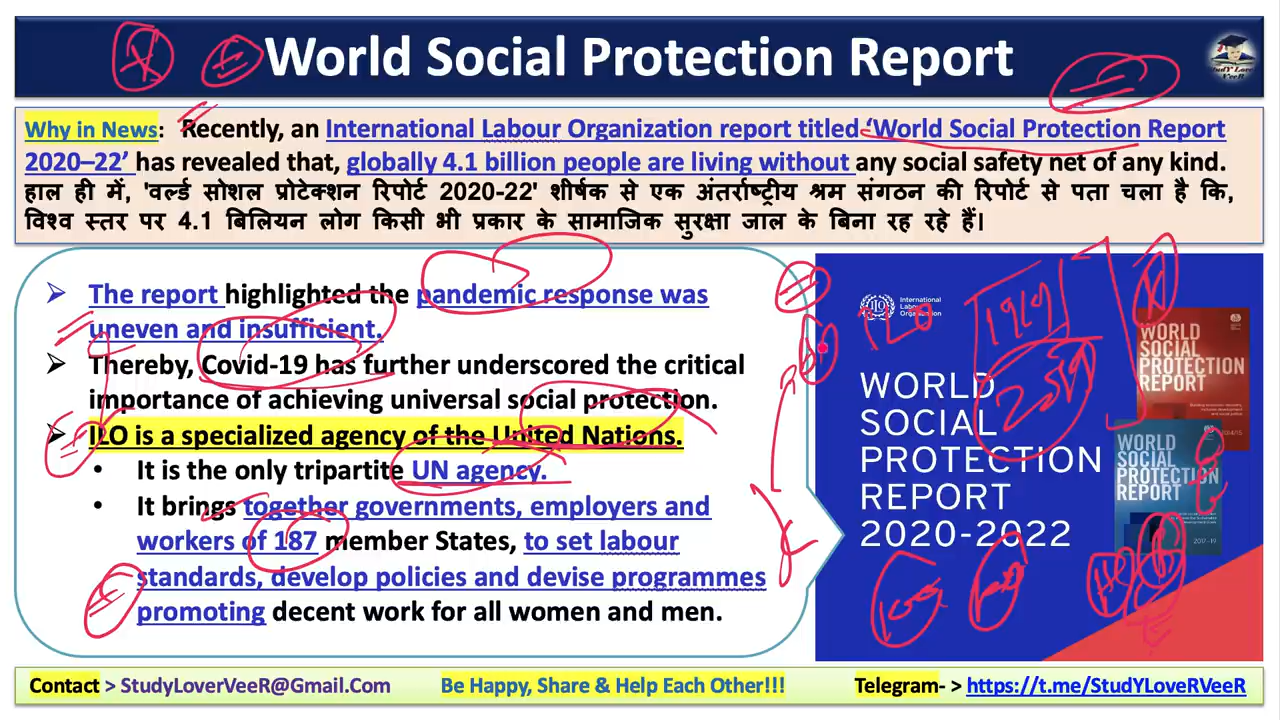 World Social Protection Report
StudY Lover
VeeR
Why in News: Recently, an International Labour Organization report titled ‘World Social Protection Report
2020–22’ has revealed that, globally 4.1 billion people are living without any social safety net of any kind.
हाल ही में, 'वर्ल्ड सोशल प्रोटेक्शन रिपोर्ट 2020-22' शीर्षक से एक अंतर्राष्ट्रीय श्रम संगठन की रिपोर्ट से पता चला है कि,
विश्व स्तर पर 4.1 बिलियन लोग किसी भी प्रकार के सामाजिक सुरक्षा जाल के बिना रह रहे हैं।
The report highlighted the pandemic response was
uneven and insufficient.
Thereby, Covid-19 has further underscored the critical
importance of achieving universal social protection.
ILO is a specialized agency of the United Nations.
It is the only tripartite UN agency.
It brings together governments, employers and
workers of 187 member States, to set labour
standards, develop policies and devise programmes
promoting decent work for all women and men.
International
Labour
Organization
ILO
1919
WORLD
SOCIAL
PROTECTION
REPORT
2020-2022
WORLD
SOCIAL
PROTECTION
REPORT
2014/15
WORLD
SOCIAL
PROTECTION
REPORT
2017-19
Contact > StudyLoverVeeR@Gmail.Com
Be Happy, Share & Help Each Other!!!
Telegram- > https://t.me/StudYLoveRVeeR